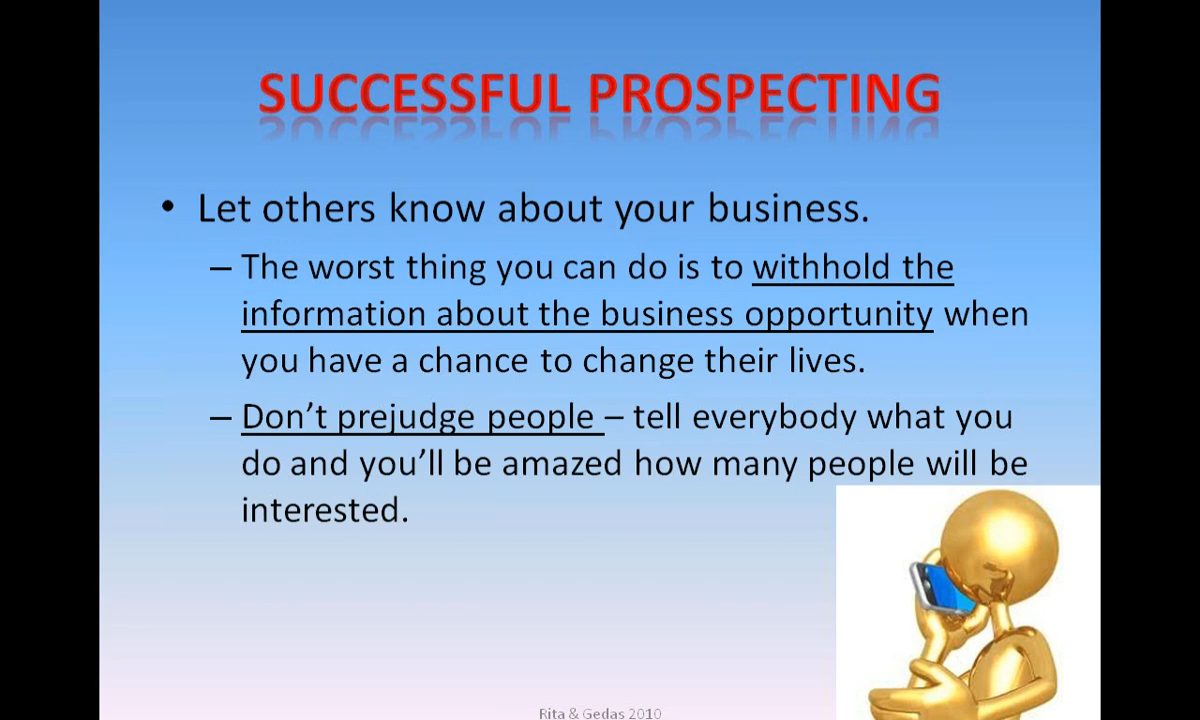 SUCCESSFUL PROSPECTING
• Let others know about your business.
– The worst thing you can do is to withhold the
information about the business opportunity when
you have a chance to change their lives.
– Don’t prejudge people – tell everybody what you
do and you’ll be amazed how many people will be
interested.
Rita & Gedas 2010